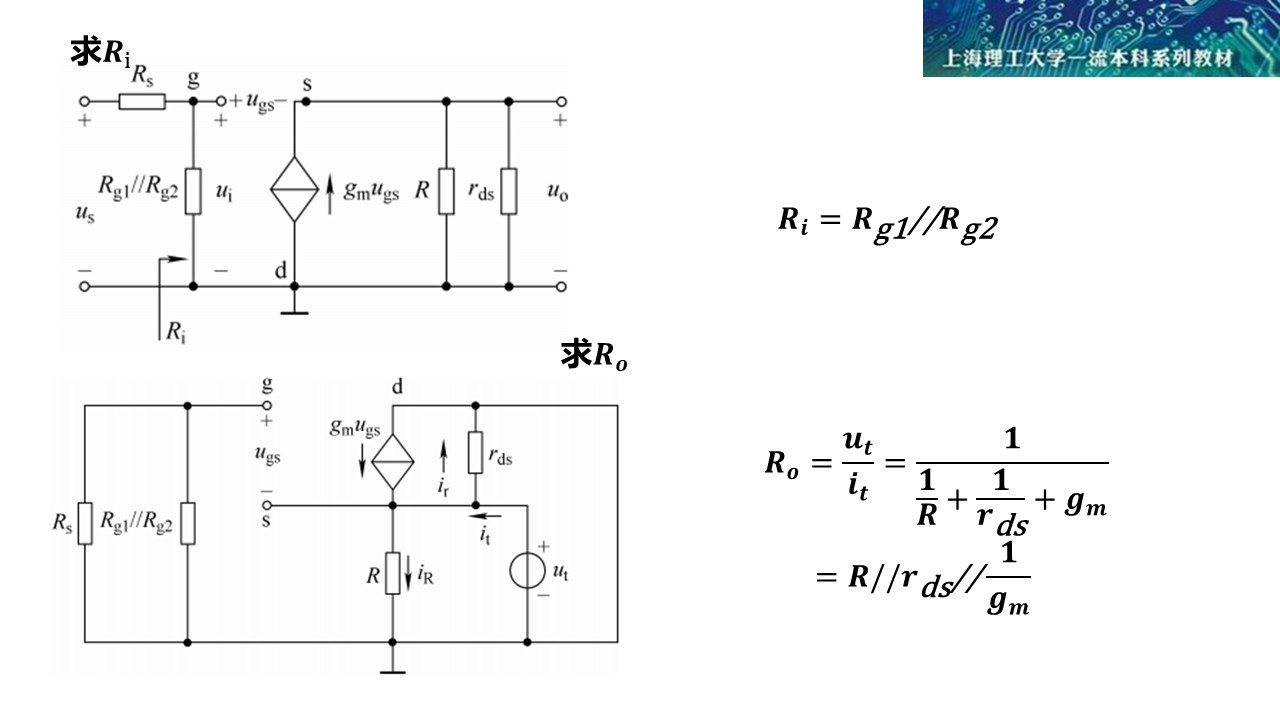 上海理工大学一流本科系列教材
求Ri
Rs g s
+ ugs −
+ + +
Rg1//Rg2 ui gmugs R rds uo
us
− − d −
Ri
Ri = Rg1//Rg2
求Ro
g d
+ gmugs
ugs rds
ir
−
s it
Rs Rg1//Rg2 R iR + ut −
Ro = ut/it = 1/(1/R + 1/rds + gm)
= R//rds//1/gm